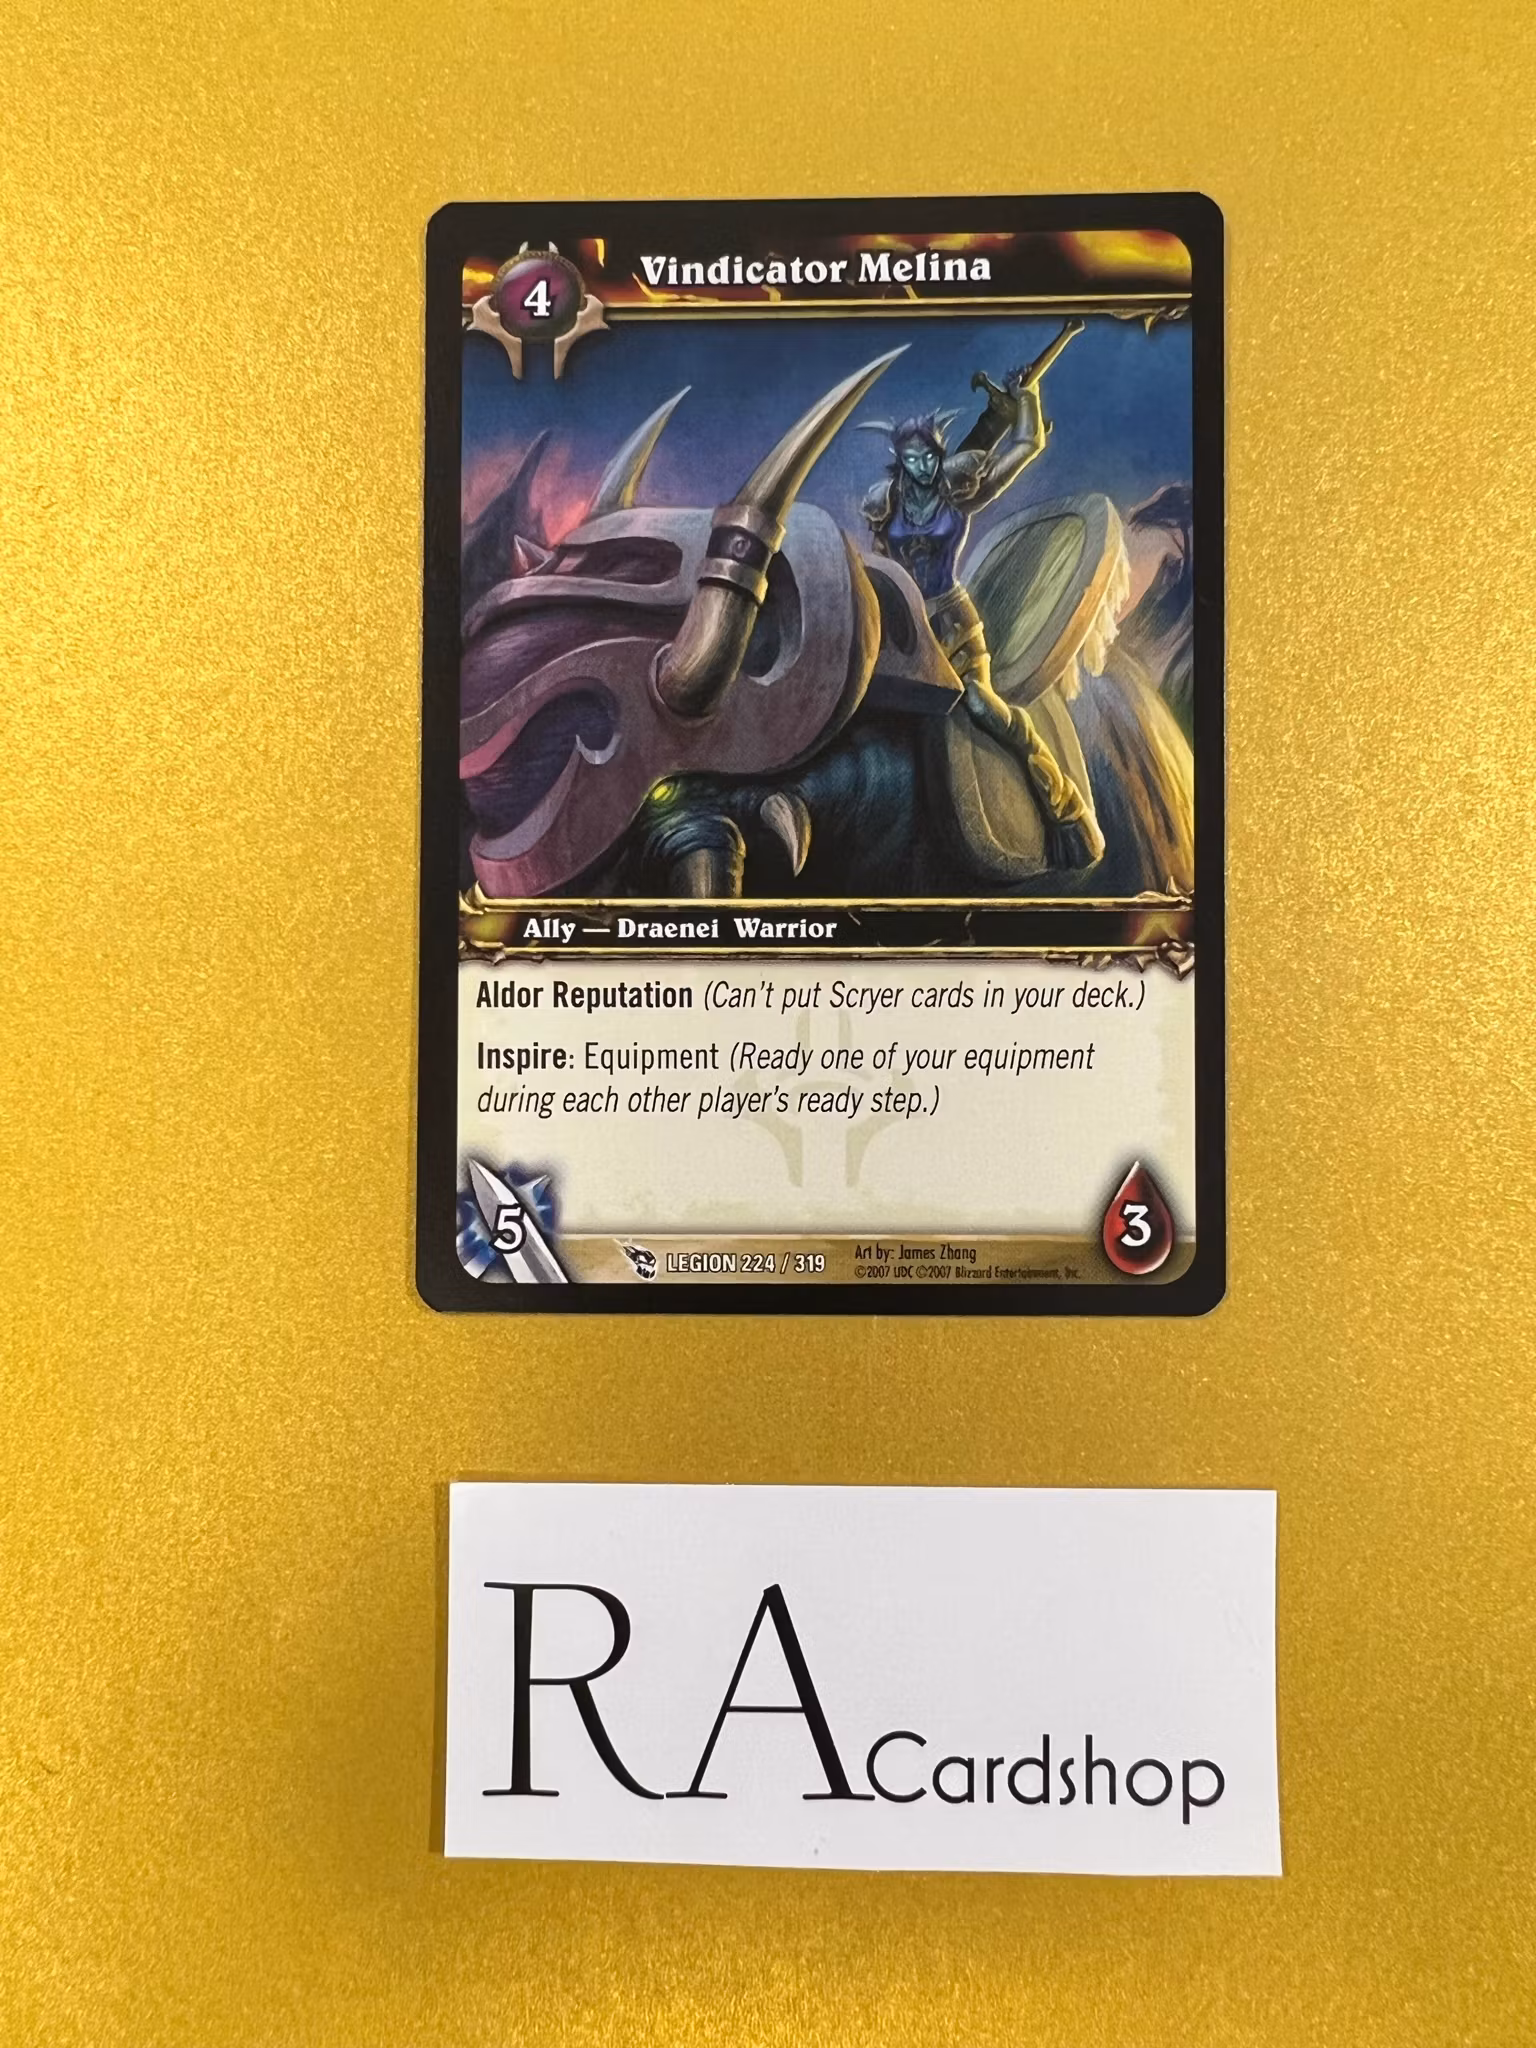 4
Vindicator Melina
Ally — Draenei Warrior
Aldor Reputation (Can't put Scryer cards in your deck.)
Inspire: Equipment (Ready one of your equipment
during each other player's ready step.)
5
3
LEGION 224 / 319
Art by: James Zhang
©2007 UDC ©2007 Blizzard Entertainment, Inc.
RA Cardshop